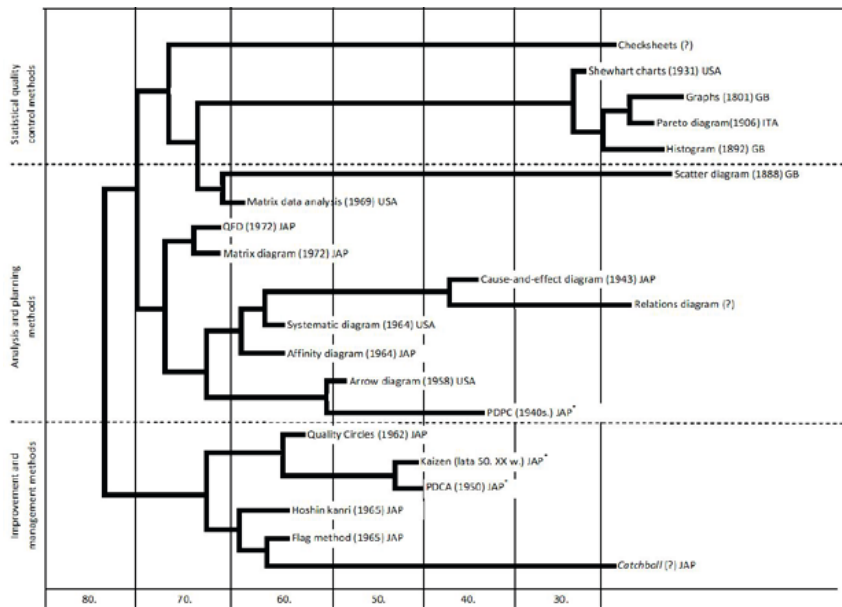 Statistical quality
control methods
Checksheets (?)
Shewhart charts (1931) USA
Graphs (1801) GB
Pareto diagram(1906) ITA
Histogram (1892) GB
Scatter diagram (1888) GB
Matrix data analysis (1969) USA
Analysis and planning
methods
QFD (1972) JAP
Matrix diagram (1972) JAP
Cause-and-effect diagram (1943) JAP
Relations diagram (?)
Systematic diagram (1964) USA
Affinity diagram (1964) JAP
Arrow diagram (1958) USA
PDPC (1940s.) JAP*
Improvement and
management methods
Quality Circles (1962) JAP
Kaizen (lata 50. XX w.) JAP*
PDCA (1950) JAP*
Hoshin kanri (1965) JAP
Flag method (1965) JAP
Catchball (?) JAP
80. 70. 60. 50. 40. 30.